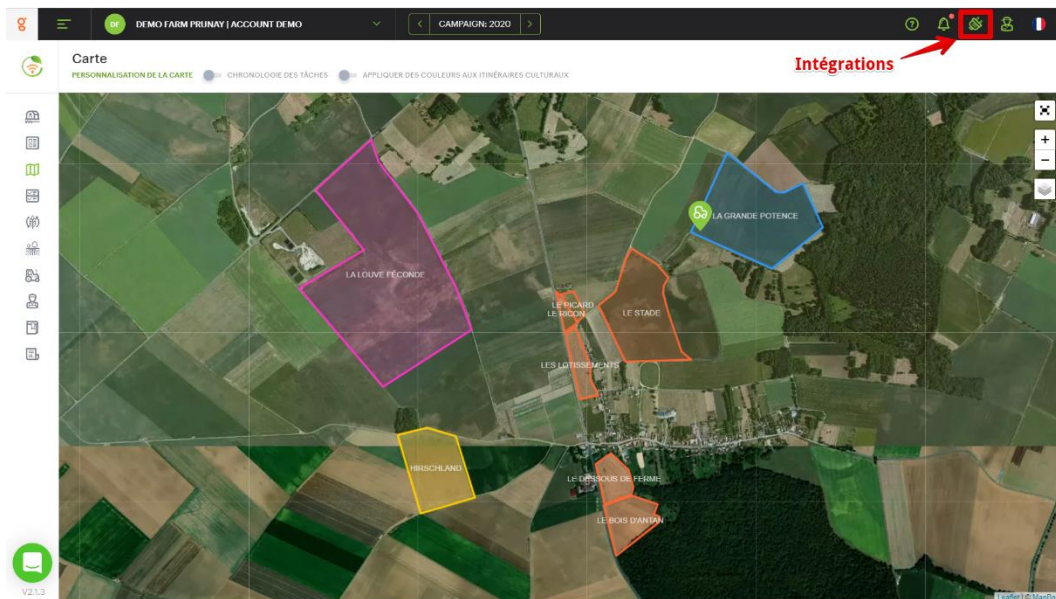 g
DF
DEMO FARM PRUNAY | ACCOUNT DEMO
CAMPAIGN: 2020
Intégrations
Carte
PERSONNALISATION DE LA CARTE
CHRONOLOGIE DES TÂCHES
APPLIQUER DES COULEURS AUX ITINÉRAIRES CULTURAUX
+
−
LA GRANDE POTENCE
LA LOUVE FÉCONDE
LE PICARD
LE RICON
LE STADE
LES LOTISSEMENTS
HIRSCHLAND
LE DESSOUS DE FERME
LE BOIS D'ANTAN
V2.1.3
Leaflet | © MapBo